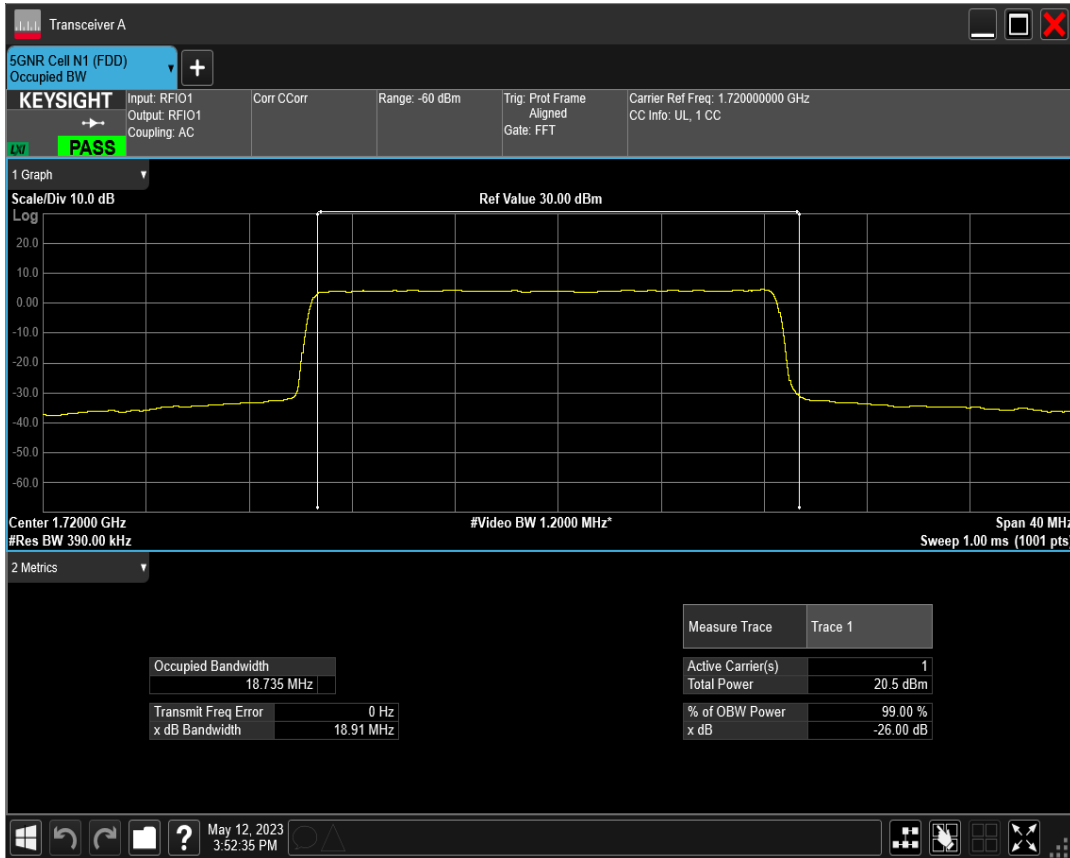 Transceiver A
5GNR Cell N1 (FDD)
Occupied BW
+
KEYSIGHT
LXI
PASS
Input: RFIO1
Output: RFIO1
Coupling: AC
Corr CCorr
Range: -60 dBm
Trig: Prot Frame
Aligned
Gate: FFT
Carrier Ref Freq: 1.720000000 GHz
CC Info: UL, 1 CC
1 Graph
Scale/Div 10.0 dB
Ref Value 30.00 dBm
Log
20.0
10.0
0.00
-10.0
-20.0
-30.0
-40.0
-50.0
-60.0
Center 1.72000 GHz
#Video BW 1.2000 MHz*
Span 40 MHz
#Res BW 390.00 kHz
Sweep 1.00 ms (1001 pts)
2 Metrics
Measure Trace Trace 1
Occupied Bandwidth
18.735 MHz
Active Carrier(s) 1
Total Power 20.5 dBm
Transmit Freq Error 0 Hz
x dB Bandwidth 18.91 MHz
% of OBW Power 99.00 %
x dB -26.00 dB
?
May 12, 2023
3:52:35 PM